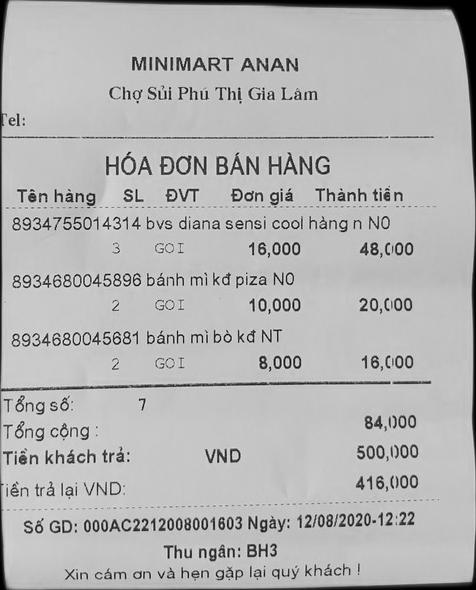 MINIMART ANAN
Chợ Sủi Phú Thị Gia Lâm
Tel:
HÓA ĐƠN BÁN HÀNG
Tên hàng SL ĐVT Đơn giá Thành tiền
8934755014314 bvs diana sensi cool hàng n N0
3 GOI 16,000 48,000
8934680045896 bánh mì kđ piza N0
2 GOI 10,000 20,000
8934680045681 bánh mì bò kđ NT
2 GOI 8,000 16,000
Tổng số: 7
Tổng cộng : 84,000
Tiền khách trả: VND 500,000
Tiền trả lại VND: 416,000
Số GD: 000AC2212008001603 Ngày: 12/08/2020-12:22
Thu ngân: BH3
Xin cám ơn và hẹn gặp lại quý khách !